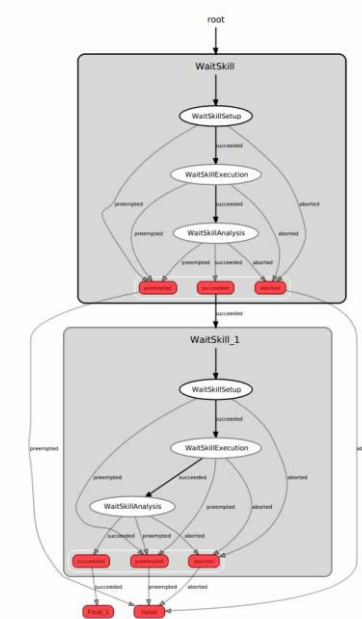 root
WaitSkill
WaitSkillSetup
succeeded
WaitSkillExecution
preempted succeeded aborted
preempted aborted
WaitSkillAnalysis
preempted succeeded aborted
preempted succeeded aborted
succeeded
WaitSkill_1
WaitSkillSetup
succeeded
preempted
WaitSkillExecution
preempted succeeded aborted
WaitSkillAnalysis preempted aborted
succeeded preempted aborted
succeeded preempted aborted
succeeded preempted aborted
Final_1 failed